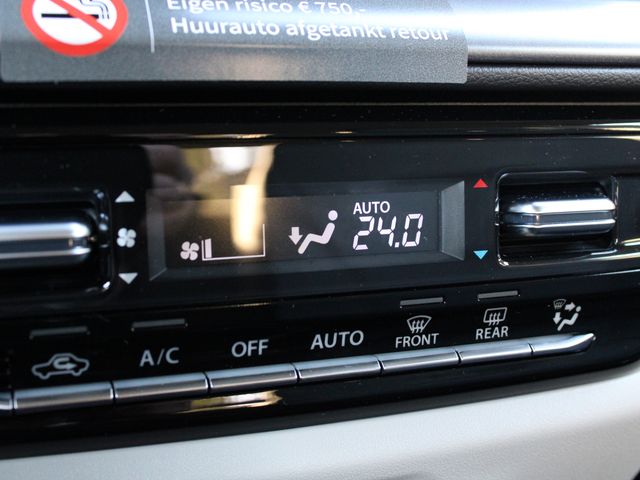 Eigen risico € 750,-
Huurauto afgetankt retour
AUTO
24.0
A/C
OFF
AUTO
FRONT
REAR